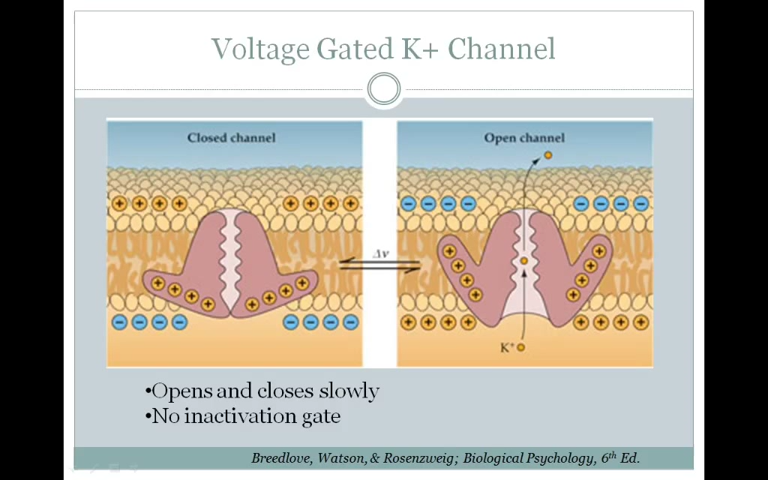 Voltage Gated K+ Channel
Closed channel
Open channel
Δv
K+
•Opens and closes slowly
•No inactivation gate
Breedlove, Watson, & Rosenzweig; Biological Psychology, 6th Ed.